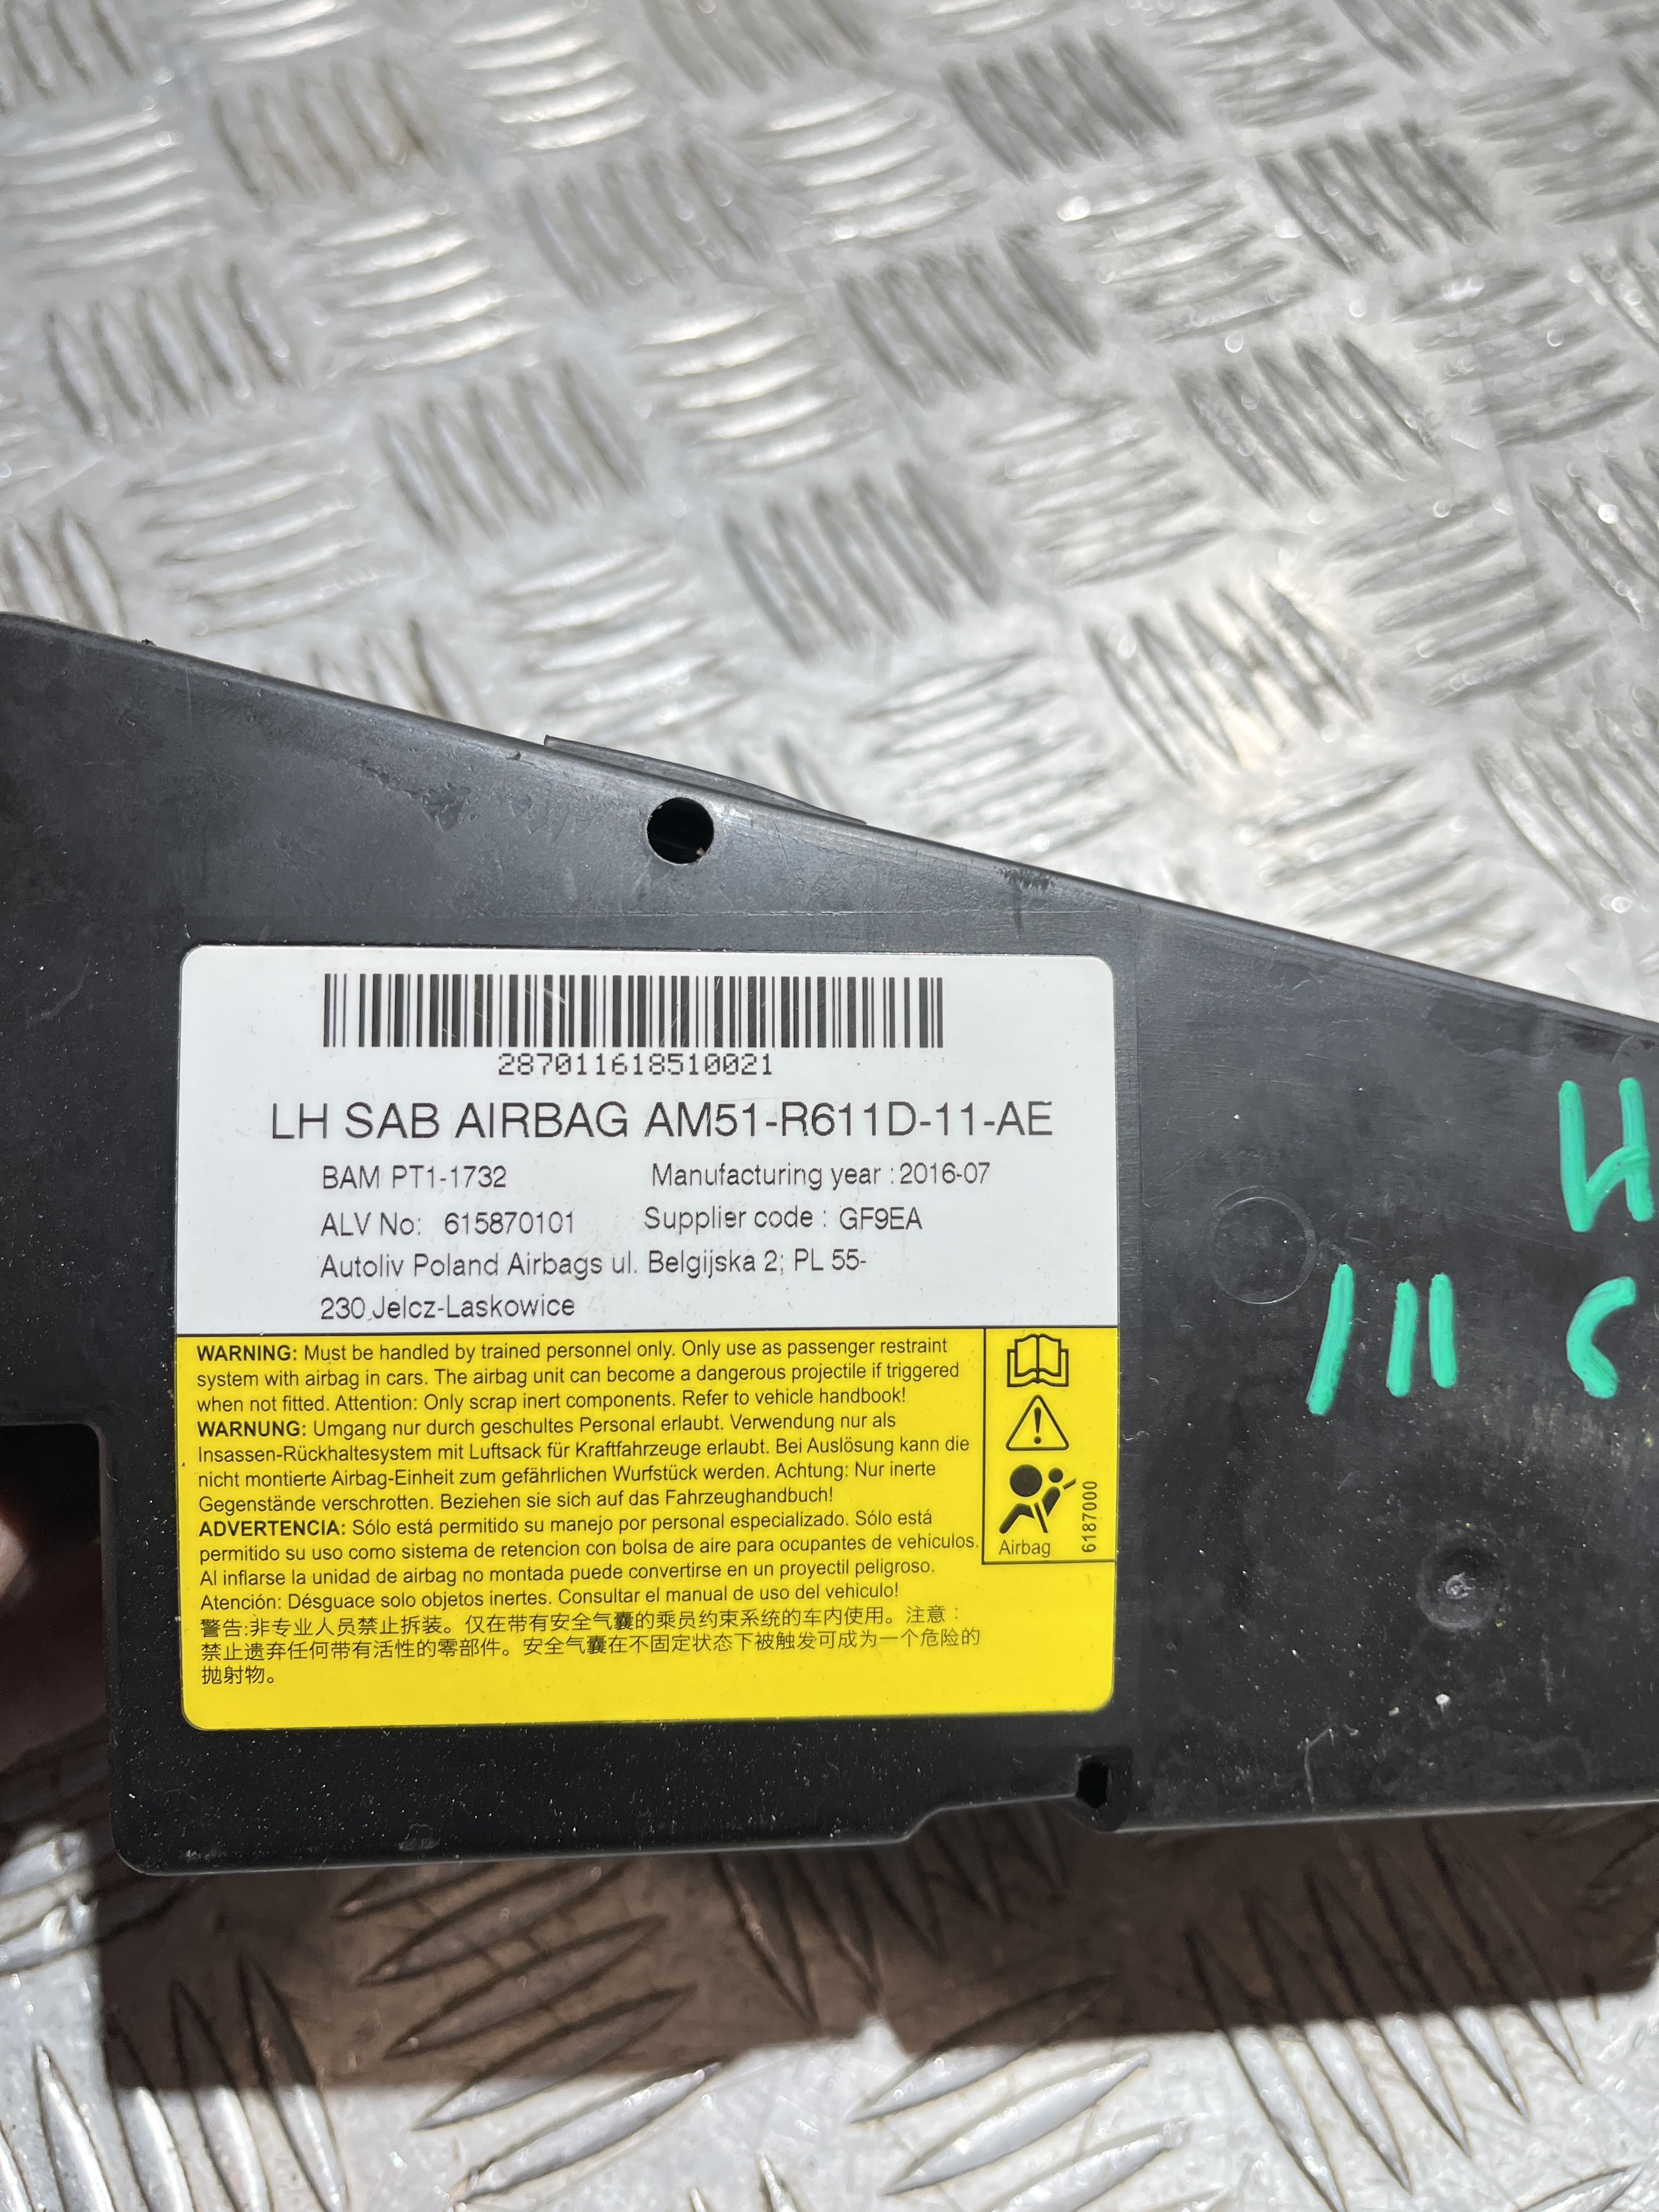 287011618510021
LH SAB AIRBAG AM51-R611D-11-AE
BAM PT1-1732 Manufacturing year : 2016-07
ALV No: 615870101 Supplier code : GF9EA
Autoliv Poland Airbags ul. Belgijska 2; PL 55-
230 Jelcz-Laskowice
WARNING: Must be handled by trained personnel only. Only use as passenger restraint
system with airbag in cars. The airbag unit can become a dangerous projectile if triggered
when not fitted. Attention: Only scrap inert components. Refer to vehicle handbook!
WARNUNG: Umgang nur durch geschultes Personal erlaubt. Verwendung nur als
Insassen-Rückhaltesystem mit Luftsack für Kraftfahrzeuge erlaubt. Bei Auslösung kann die
nicht montierte Airbag-Einheit zum gefährlichen Wurfstück werden. Achtung: Nur inerte
Gegenstände verschrotten. Beziehen sie sich auf das Fahrzeughandbuch!
ADVERTENCIA: Sólo está permitido su manejo por personal especializado. Sólo está
permitido su uso como sistema de retencion con bolsa de aire para ocupantes de vehículos.
Al inflarse la unidad de airbag no montada puede convertirse en un proyectil peligroso.
Atención: Désguace solo objetos inertes. Consultar el manual de uso del vehiculo!
警告:非专业人员禁止拆装。仅在带有安全气囊的乘员约束系统的车内使用。注意：
禁止遗弃任何带有活性的零部件。安全气囊在不固定状态下被触发可成为一个危险的
抛射物。
Airbag
6187000